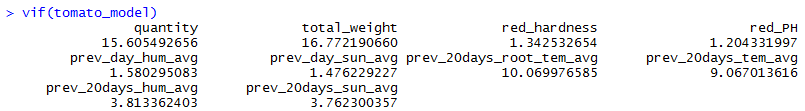 > vif(tomato_model)
quantity total_weight red_hardness red_PH
15.605492656 16.772190660 1.342532654 1.204331997
prev_day_hum_avg prev_day_sun_avg prev_20days_root_tem_avg prev_20days_tem_avg
1.580295083 1.476229227 10.069976585 9.067013616
prev_20days_hum_avg prev_20days_sun_avg
3.813362403 3.762300357